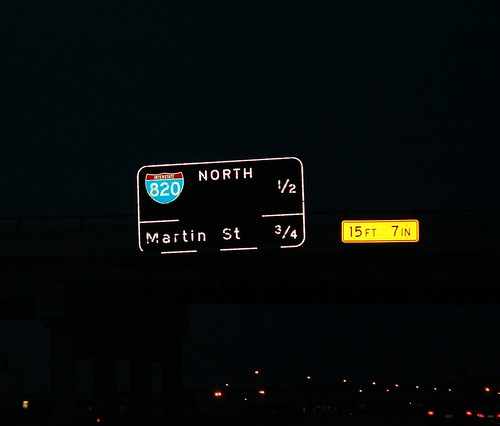 INTERSTATE
820
NORTH
1/2
Martin St 3/4
15 FT 7 IN